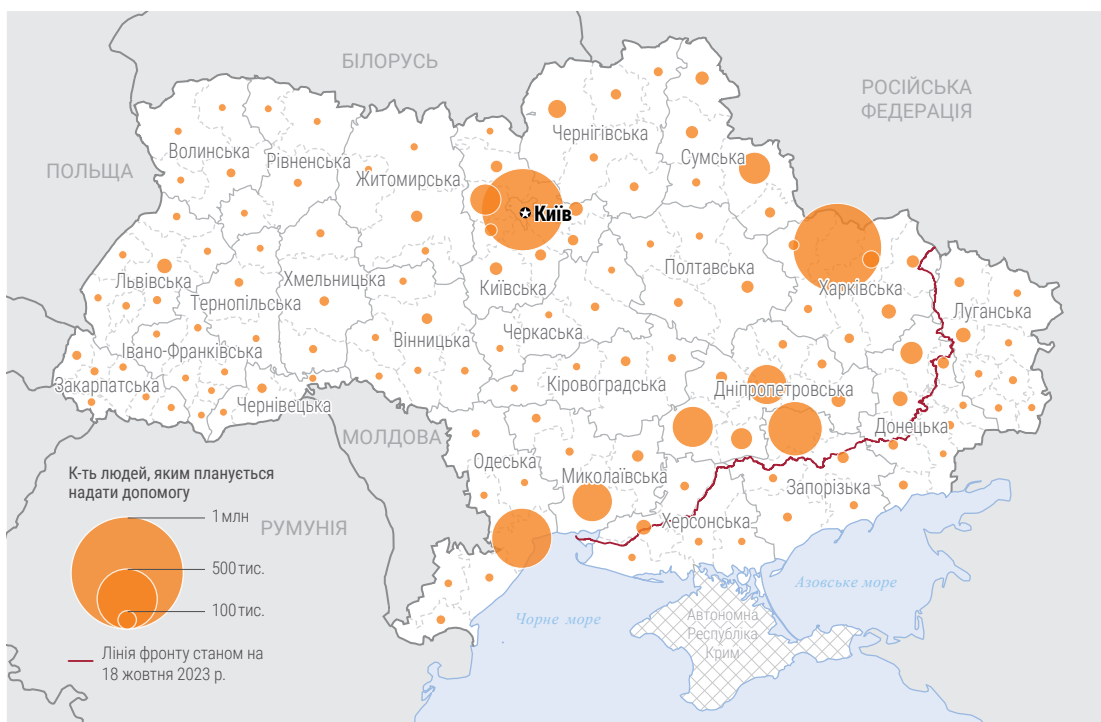 БІЛОРУСЬ
РОСІЙСЬКА
ФЕДЕРАЦІЯ
ПОЛЬЩА
Волинська
Рівненська
Житомирська
Чернігівська
Сумська
Київ
Львівська
Тернопільська
Хмельницька
Київська
Полтавська
Харківська
Луганська
Івано-Франківська
Вінницька
Черкаська
Закарпатська
Чернівецька
Кіровоградська
Дніпропетровська
Донецька
МОЛДОВА
Одеська
Миколаївська
Запорізька
Херсонська
К-ть людей, яким планується
надати допомогу
1 млн
500 тис.
100 тис.
Лінія фронту станом на
18 жовтня 2023 р.
РУМУНІЯ
Чорне море
Азовське море
Автономна
Республіка
Крим